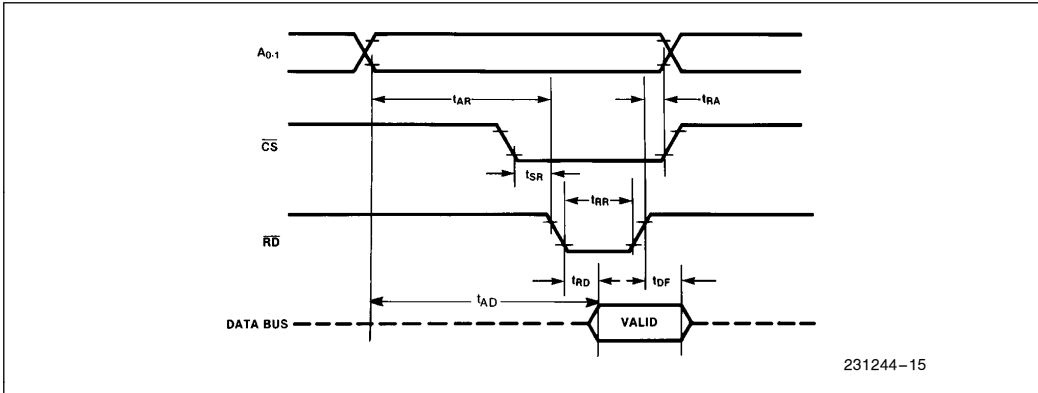 A0-1
tAR
tRA
CS
tSR
tRR
RD
tRD
tDF
tAD
DATA BUS
VALID
231244–15